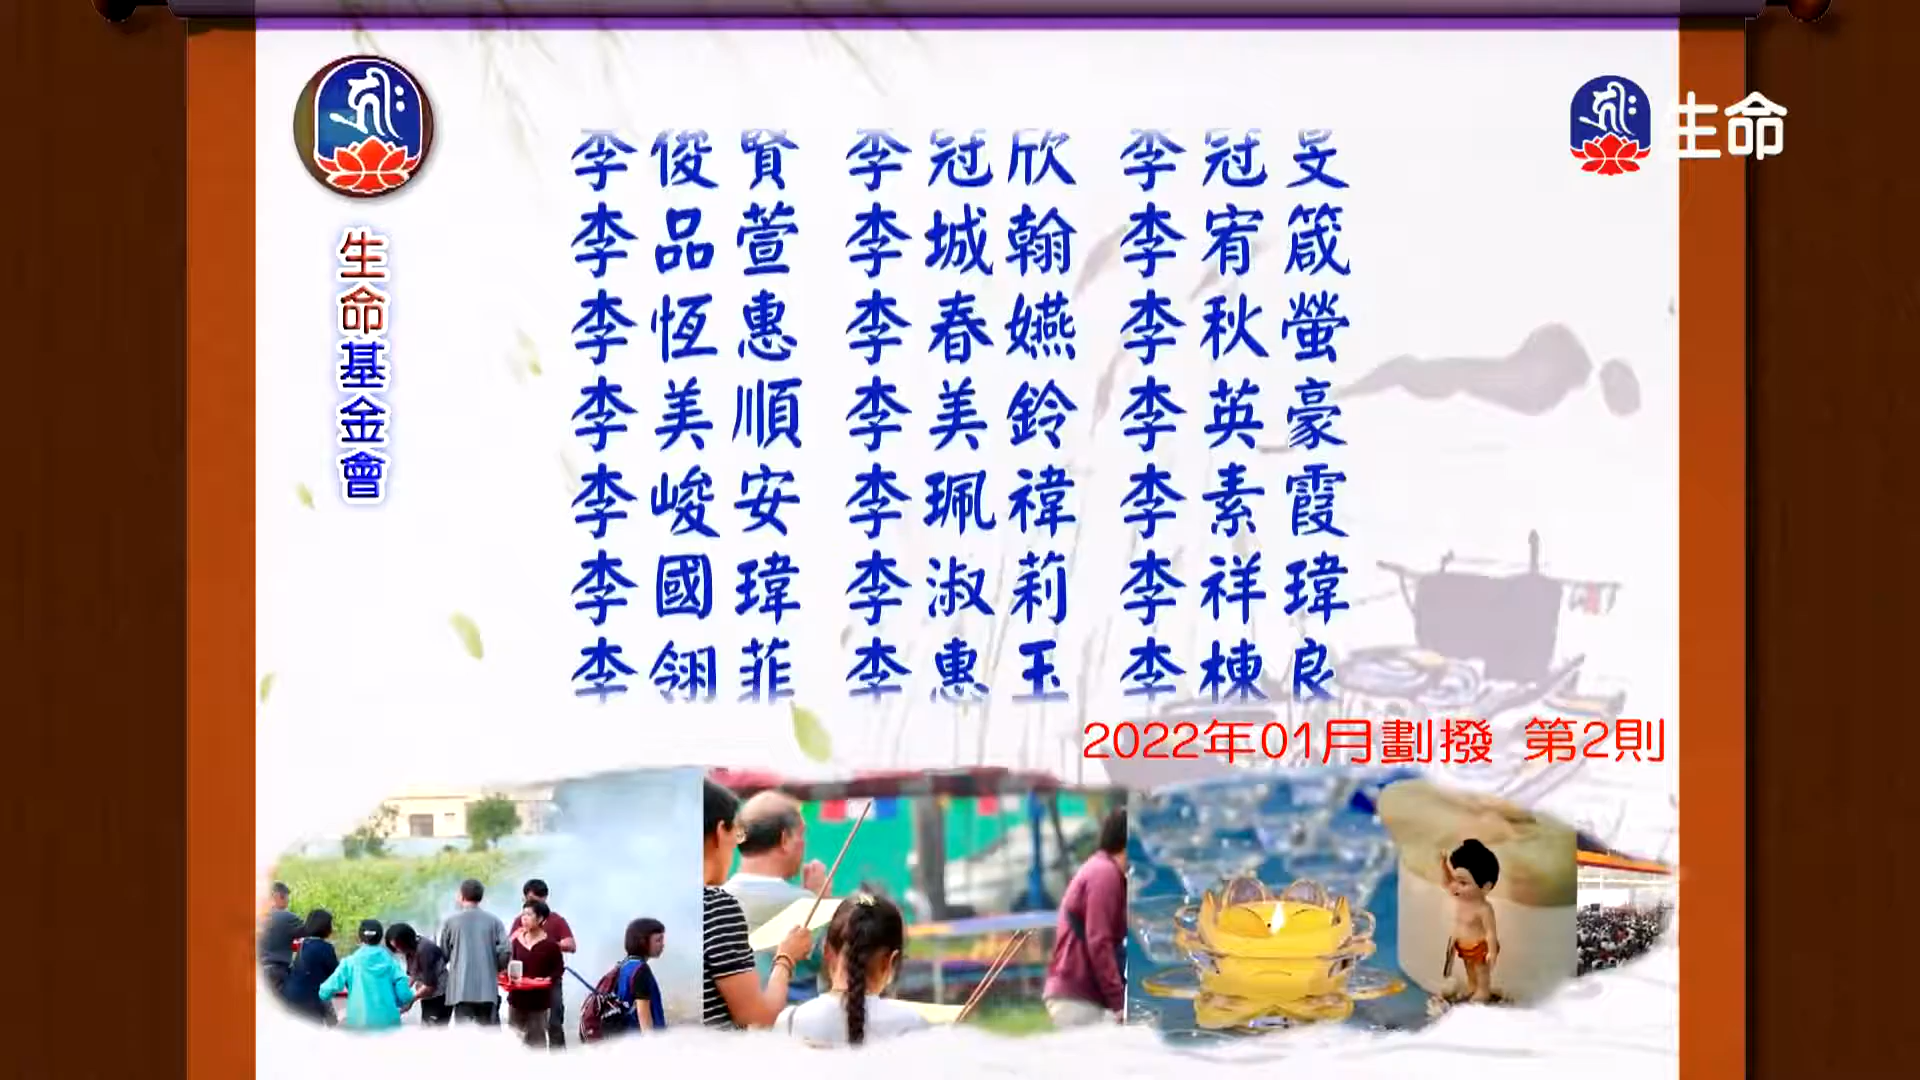 生命
生命基金會
李俊賢 李冠欣 李冠旻
李品萱 李城翰 李宥箴
李恆惠 李春嬿 李秋螢
李美順 李美鈴 李英豪
李峻安 李珮禕 李素霞
李國瑋 李淑莉 李祥瑋
李翎菲 李惠玉 李棟良
2022年01月劃撥 第2則